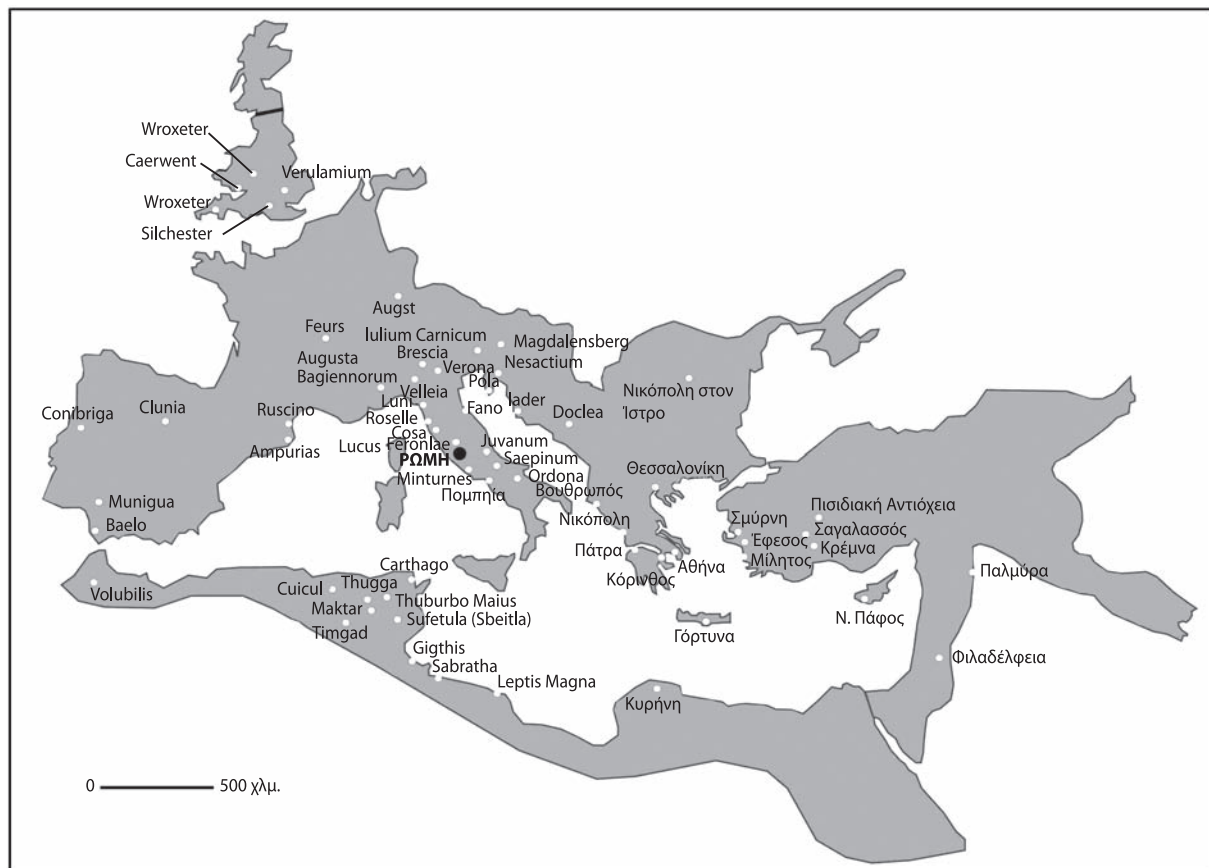 Wroxeter
Caerwent
Verulamium
Wroxeter
Silchester
Augst
Feurs
Iulium Carnicum
Magdalensberg
Brescia
Nesactium
Augusta
Bagiennorum
Verona
Pola
Velleia
Νικόπολη στον
Ίστρο
Conibriga
Clunia
Ruscino
Luni
Fano
Iader
Doclea
Roselle
Cosa
Ampurias
Lucus Feronlae
Juvanum
ΡΩΜΗ
Saepinum
Minturnes
Ordona
Πομπηία
Βουθρωπός
Θεσσαλονίκη
Munigua
Baelo
Νικόπολη
Πισιδιακή Αντιόχεια
Σμύρνη
Σαγαλασσός
Έφεσος
Κρέμνα
Μίλητος
Πάτρα
Αθήνα
Κόρινθος
Παλμύρα
Carthago
Volubilis
Cuicul
Thugga
Thuburbo Maius
Maktar
Sufetula (Sbeitla)
Timgad
Ν. Πάφος
Γόρτυνα
Gigthis
Sabratha
Leptis Magna
Φιλαδέλφεια
Κυρήνη
0 500 χλμ.